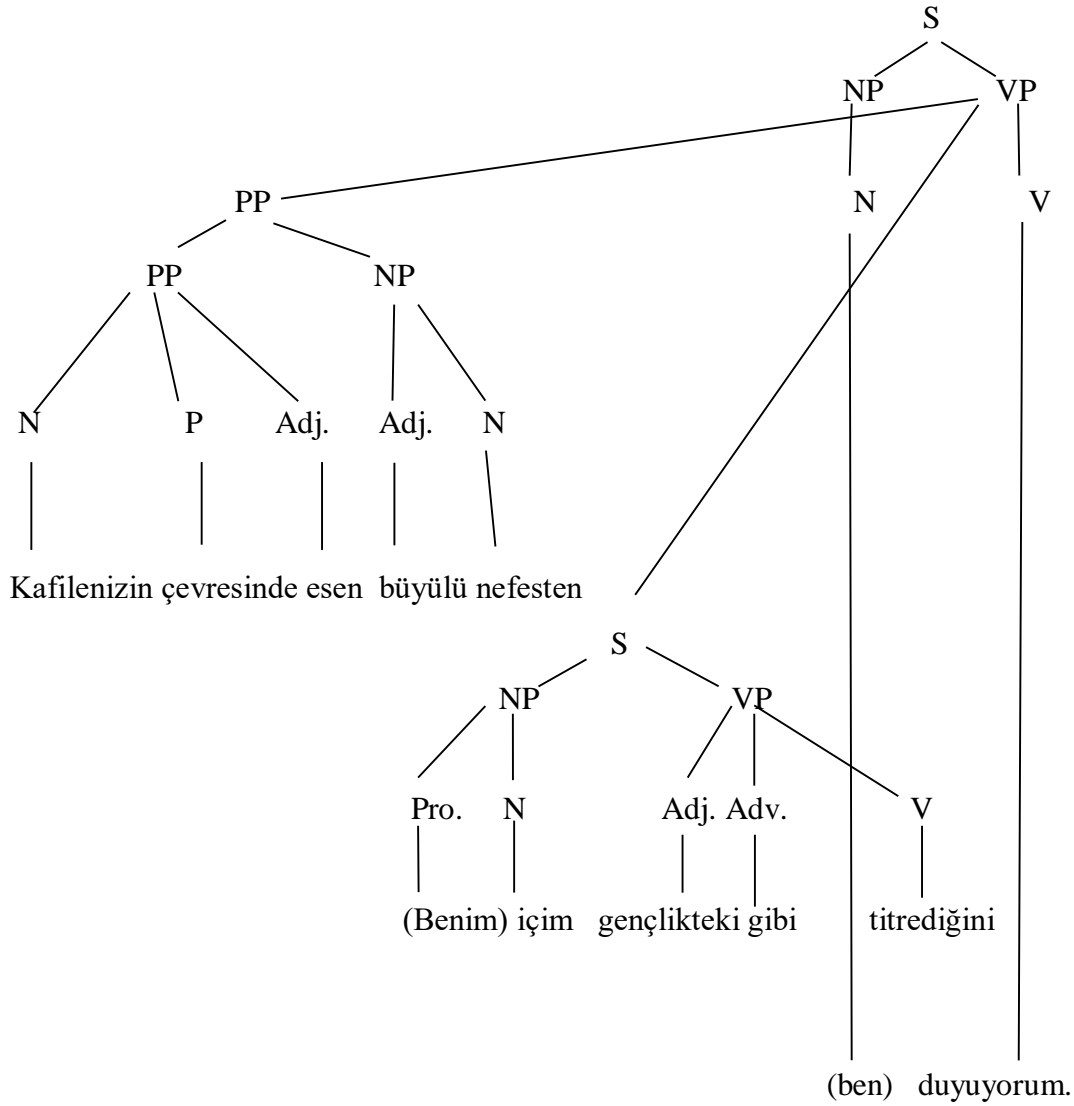 S
NP VP
PP N V
PP NP
N P Adj. Adj. N
Kafilenizin çevresinde esen büyülü nefesten
S
NP VP
Pro. N Adj. Adv. V
(Benim) içim gençlikteki gibi titrediğini
(ben) duyuyorum.